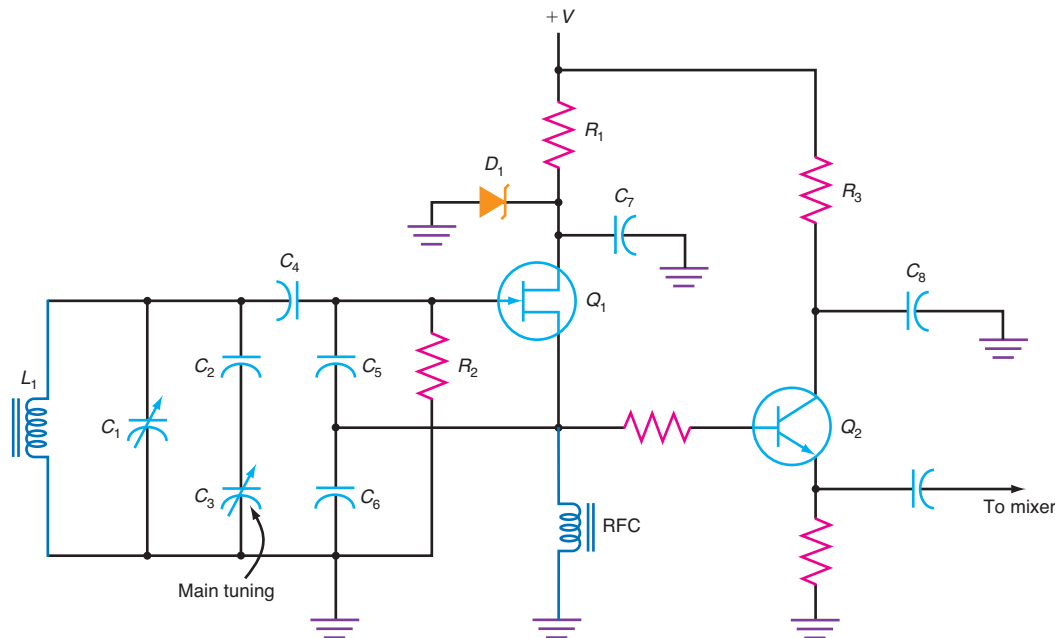 +V
R1
D1
C7
R3
C4
Q1
C8
L1
C1
C2
C5
R2
C3
C6
Q2
RFC
To mixer
Main tuning